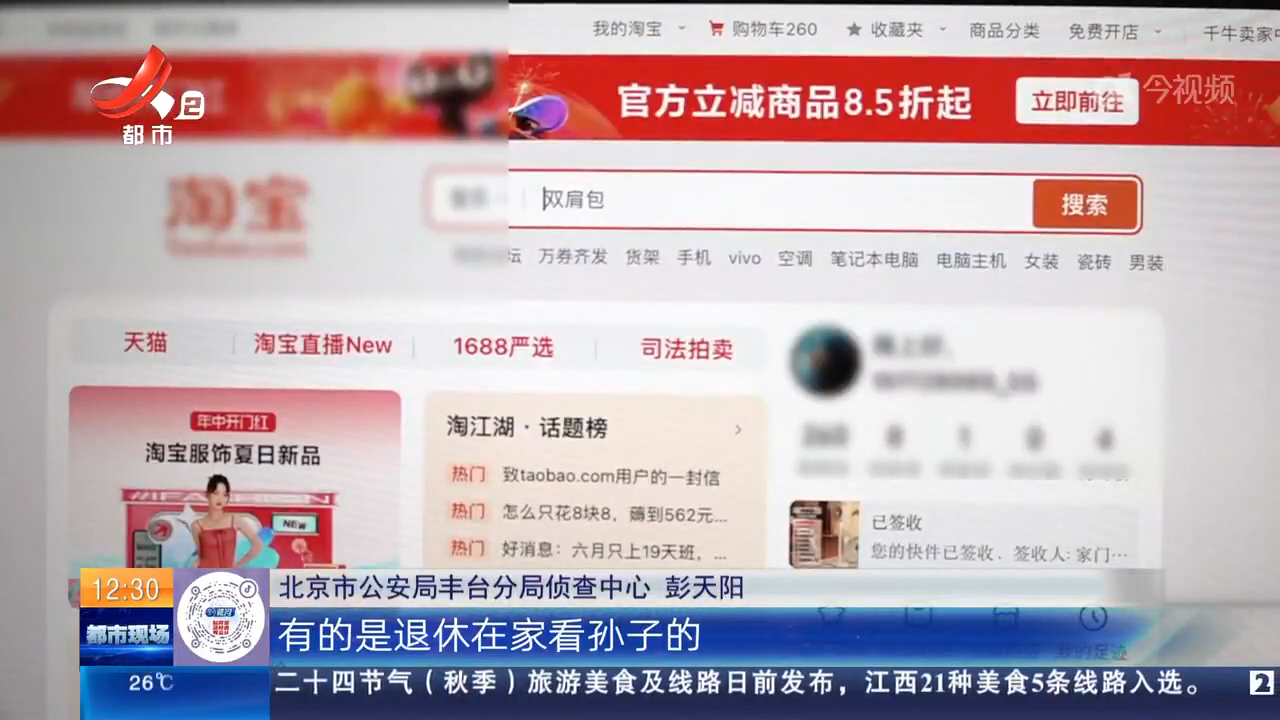 我的淘宝 购物车260 收藏夹 商品分类 免费开店 千牛卖家中
官方立减商品8.5折起 立即前往
今视频
2
都市
淘宝
双肩包 搜索
坛 万券齐发 货架 手机 vivo 空调 笔记本电脑 电脑主机 女装 瓷砖 男装
天猫 淘宝直播New 1688严选 司法拍卖
年中开门红
淘宝服饰夏日新品
#IFASHION
NEW
淘江湖·话题榜
热门 致taobao.com用户的一封信
热门 怎么只花8块8，薅到562元...
热门 好消息：六月只上19天班，...
已签收
您的快件已签收、签收人: 家门…
我的足迹
12:30
都市现场
北京市公安局丰台分局侦查中心 彭天阳
有的是退休在家看孙子的
26℃
二十四节气（秋季）旅游美食及线路日前发布，江西21种美食5条线路入选。
2